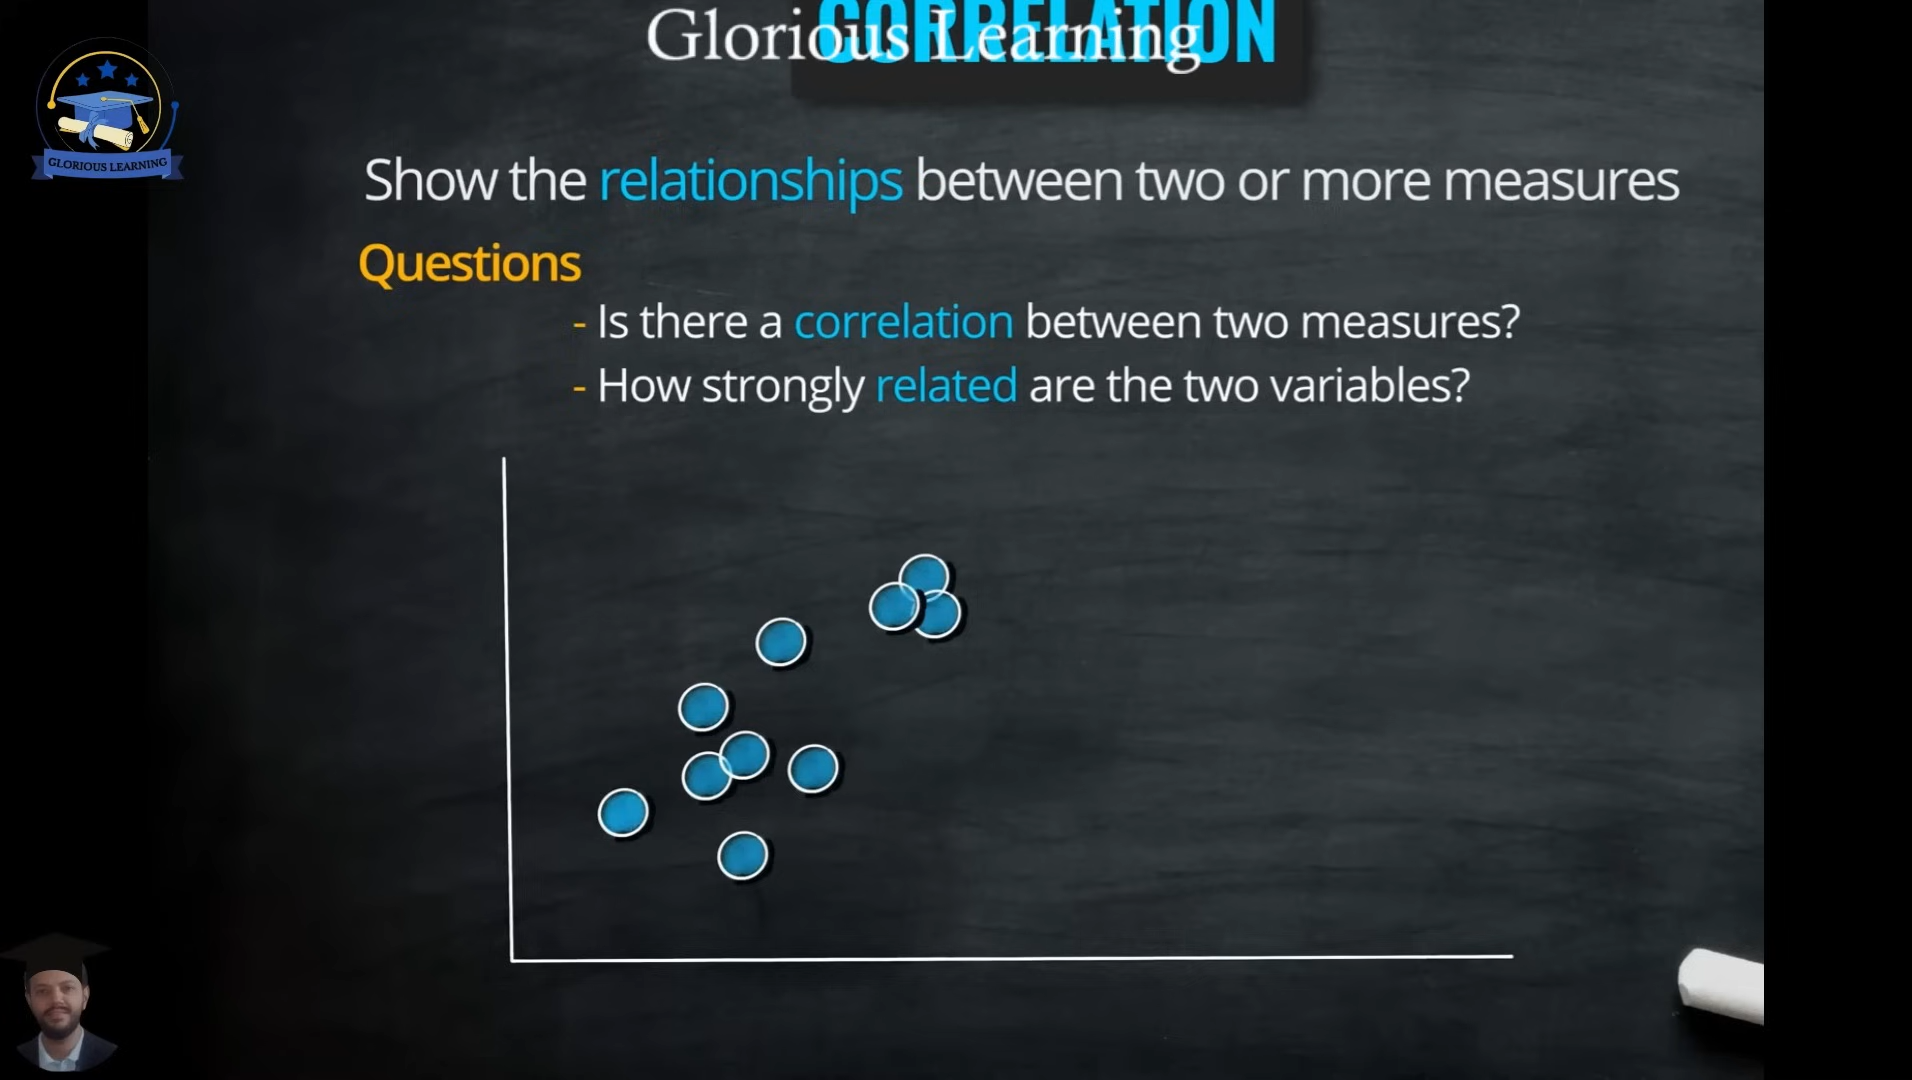 CORRELATION
Glorious Learning
GLORIOUS LEARNING
Show the relationships between two or more measures
Questions
- Is there a correlation between two measures?
- How strongly related are the two variables?